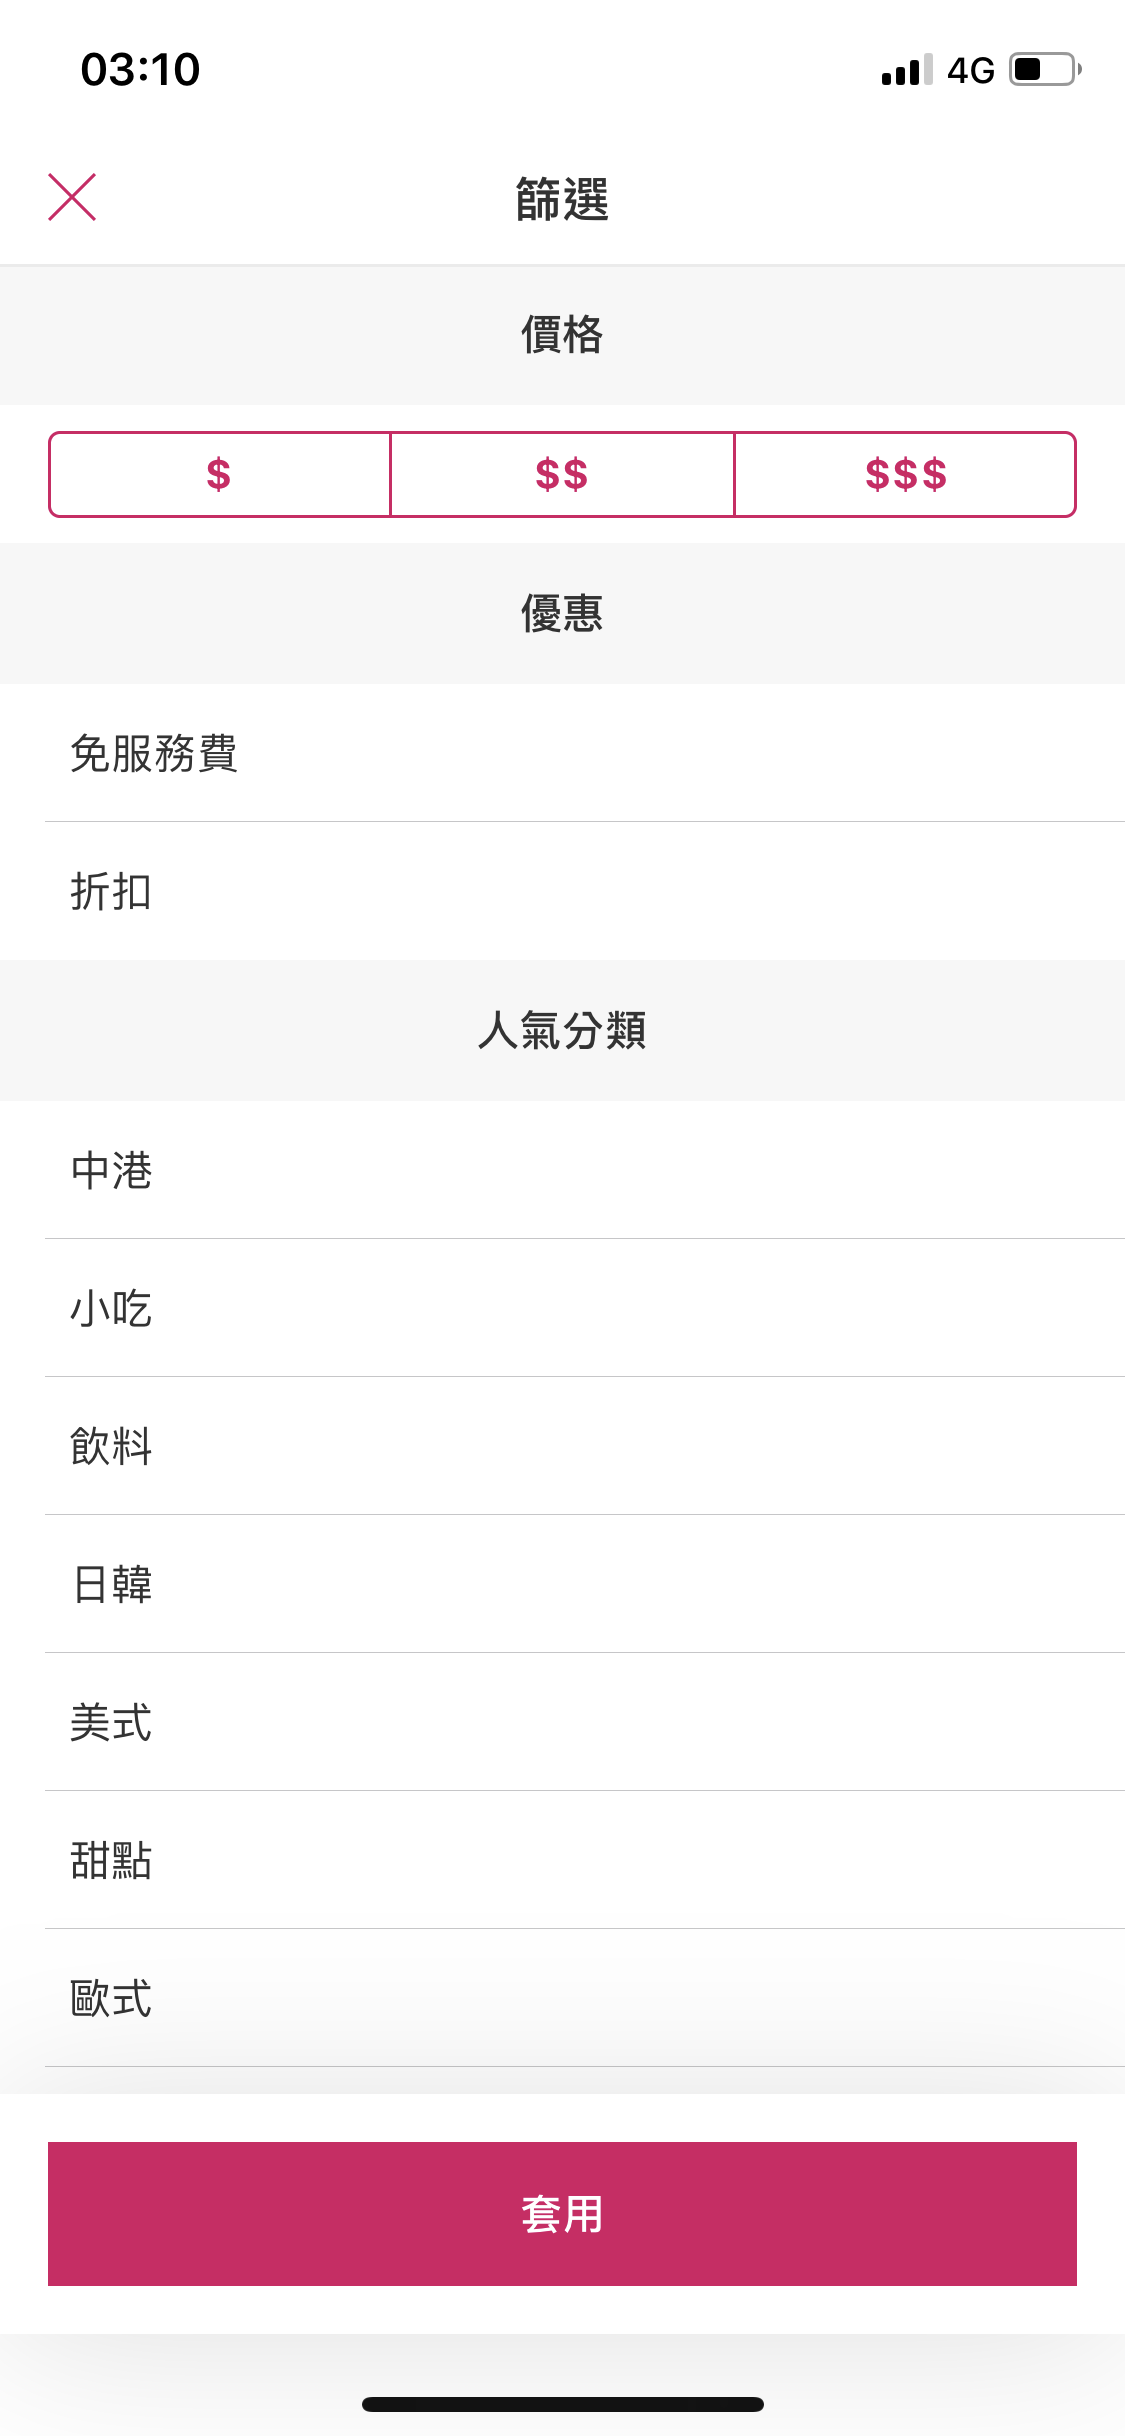 03:10 4G
篩選
價格
$ $$ $$$
優惠
免服務費
折扣
人氣分類
中港
小吃
飲料
日韓
美式
甜點
歐式
套用